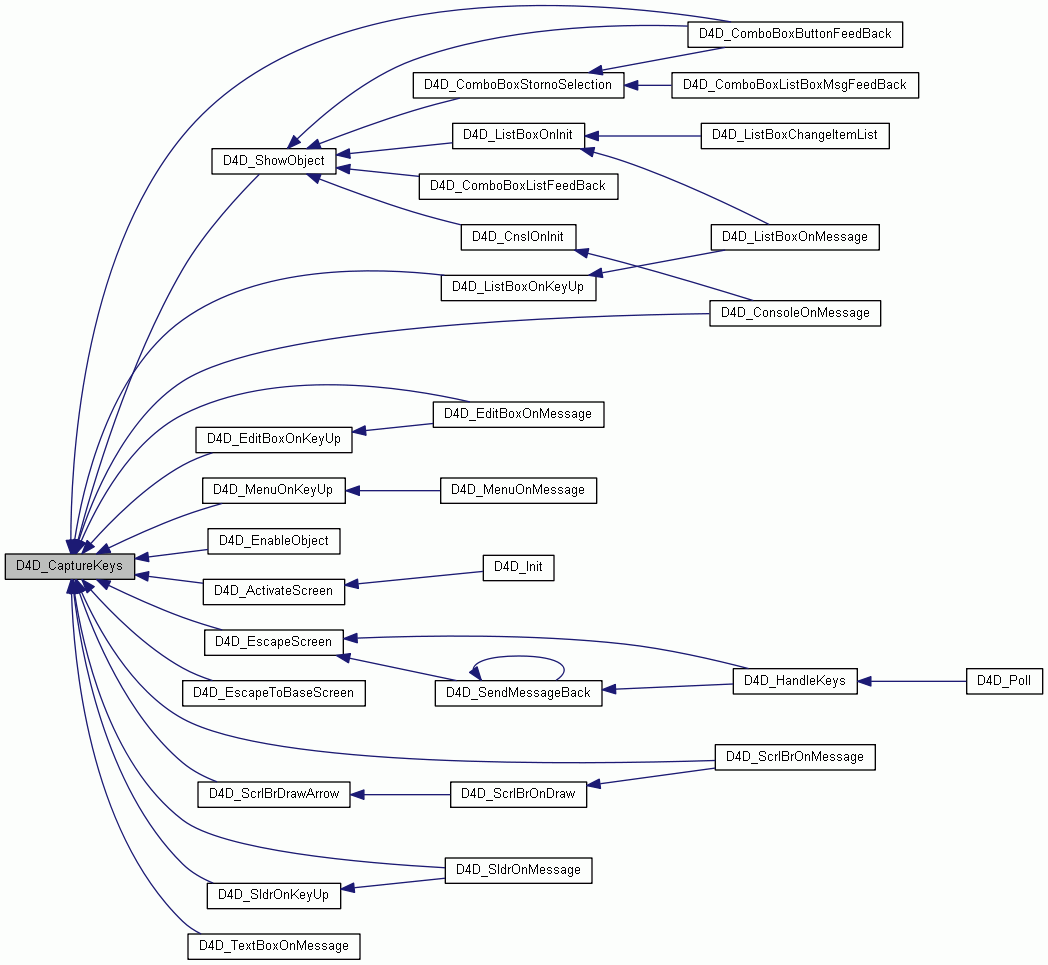 D4D_ComboBoxButtonFeedBack
D4D_ComboBoxStornoSelection
D4D_ComboBoxListBoxMsgFeedBack
D4D_ListBoxOnInit
D4D_ListBoxChangeItemList
D4D_ShowObject
D4D_ComboBoxListFeedBack
D4D_CnslOnInit
D4D_ListBoxOnMessage
D4D_ListBoxOnKeyUp
D4D_ConsoleOnMessage
D4D_EditBoxOnMessage
D4D_EditBoxOnKeyUp
D4D_MenuOnKeyUp
D4D_MenuOnMessage
D4D_EnableObject
D4D_CaptureKeys
D4D_Init
D4D_ActivateScreen
D4D_EscapeScreen
D4D_EscapeToBaseScreen
D4D_SendMessageBack
D4D_HandleKeys
D4D_Poll
D4D_ScrlBrOnMessage
D4D_ScrlBrDrawArrow
D4D_ScrlBrOnDraw
D4D_SldrOnMessage
D4D_SldrOnKeyUp
D4D_TextBoxOnMessage